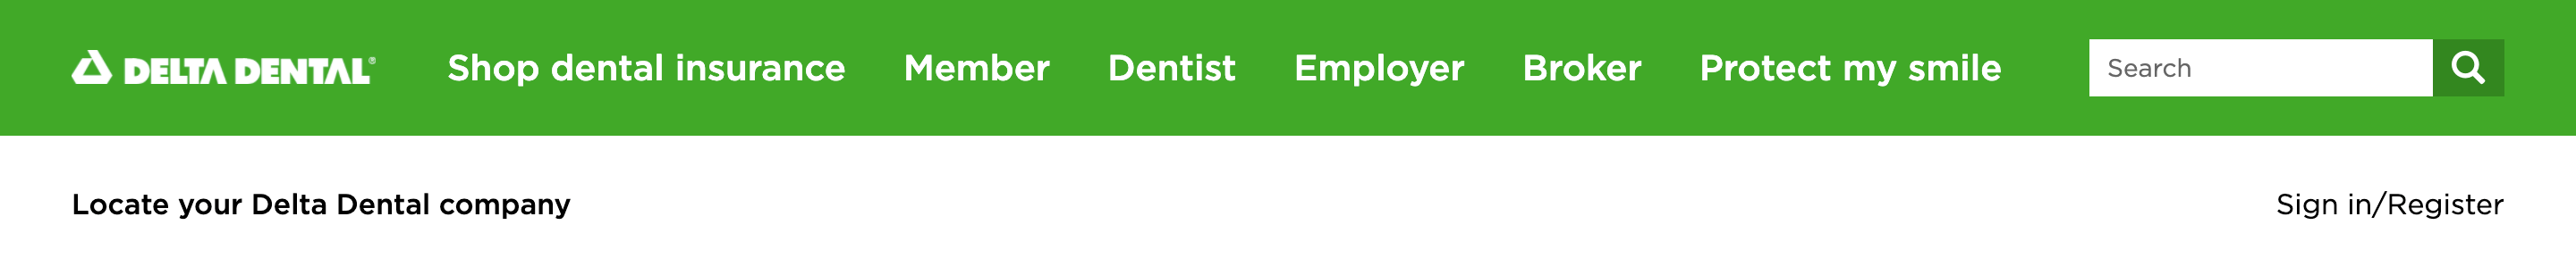 DELTA DENTAL® Shop dental insurance Member Dentist Employer Broker Protect my smile Search
Locate your Delta Dental company Sign in/Register